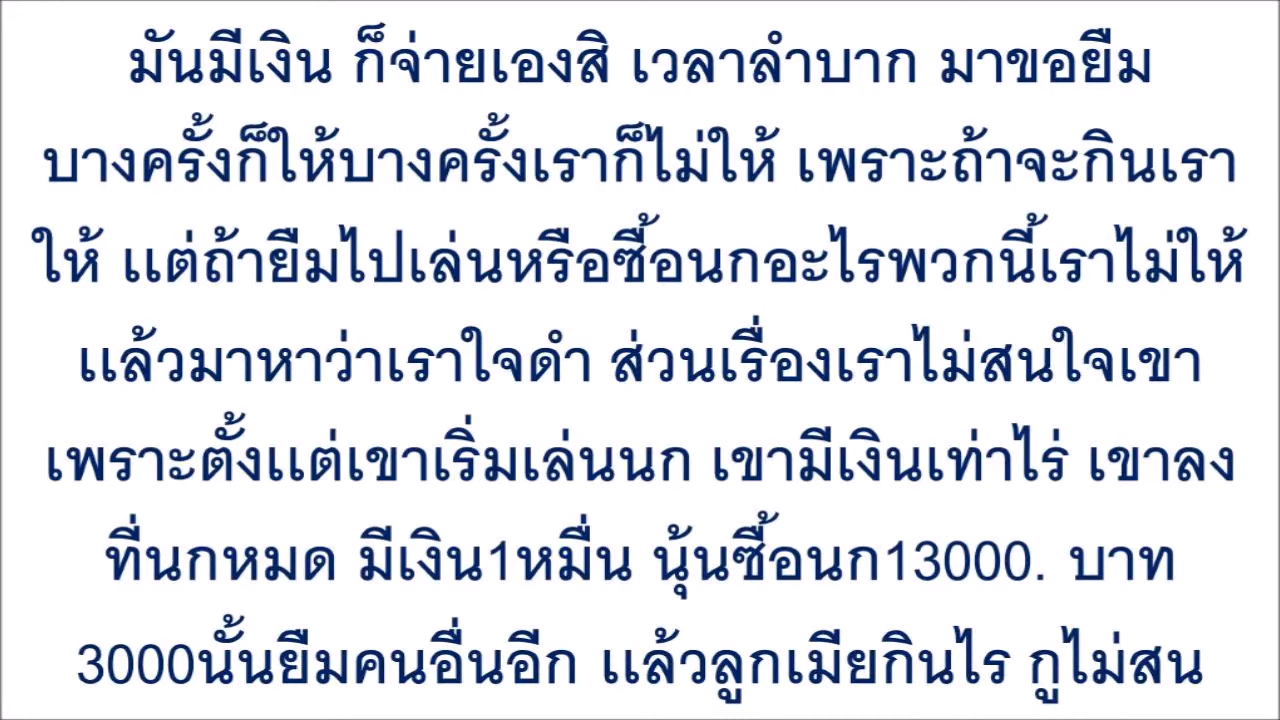 มันมีเงิน ก็จ่ายเองสิ เวลาลำบาก มาขอยืม
บางครั้งก็ให้บางครั้งเราก็ไม่ให้ เพราะถ้าจะกินเรา
ให้ แต่ถ้ายืมไปเล่นหรือซื้อนกอะไรพวกนี้เราไม่ให้
แล้วมาหาว่าเราใจดำ ส่วนเรื่องเราไม่สนใจเขา
เพราะตั้งแต่เขาเริ่มเล่นนก เขามีเงินเท่าไร่ เขาลง
ที่นกหมด มีเงิน1หมื่น นุ้นซื้อนก13000. บาท
3000นั้นยืมคนอื่นอีก แล้วลูกเมียกินไร กูไม่สน